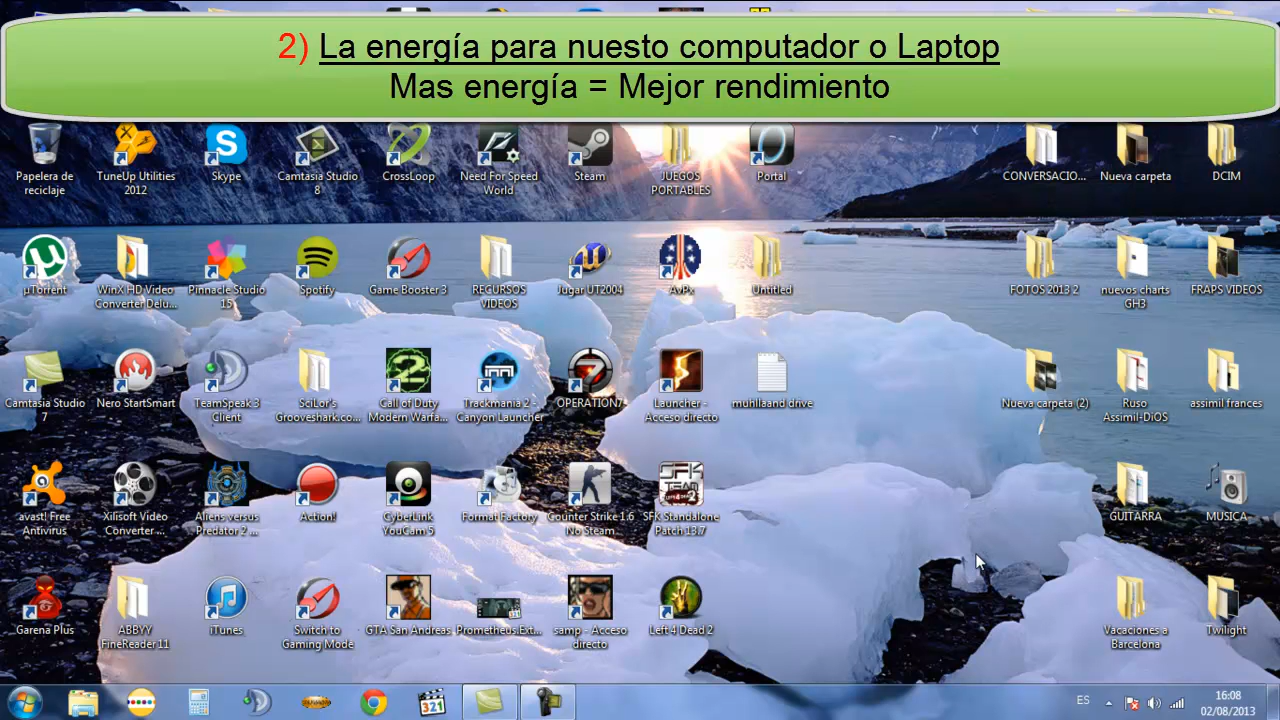 2) La energía para nuesto computador o Laptop
Mas energía = Mejor rendimiento
Papelera de
reciclaje
TuneUp Utilities
2012
Skype
Camtasia Studio
8
CrossLoop
Need For Speed
World
Steam
JUEGOS
PORTABLES
Portal
CONVERSACIO...
Nueva carpeta
DCIM
µTorrent
WinX HD Video
Converter Delu...
Pinnacle Studio
15
Spotify
Game Booster 3
RECURSOS
VIDEOS
Jugar UT2004
AvPx
Untitled
FOTOS 2013 2
nuevos charts
GH3
FRAPS VIDEOS
Camtasia Studio
7
Nero StartSmart
TeamSpeak 3
Client
SciLor's
Grooveshark.co...
Call of Duty
Modern Warfa...
Trackmania 2 -
Canyon Launcher
OPERATION7
Launcher -
Acceso directo
muhllaand drive
Nueva carpeta (2)
Ruso
Assimil-DiOS
assimil frances
avast! Free
Antivirus
Xilisoft Video
Converter ...
Aliens versus
Predator 2 ...
Action!
CyberLink
YouCam 5
Format Factory
Counter Strike 1.6
No Steam
SFK Standalone
Patch 13.7
GUITARRA
MUSICA
Garena Plus
ABBYY
FineReader 11
iTunes
Switch to
Gaming Mode
GTA San Andreas
Prometheus.Ext...
samp - Acceso
directo
Left 4 Dead 2
Vacaciones a
Barcelona
Twilight
321
ES
16:08
02/08/2013